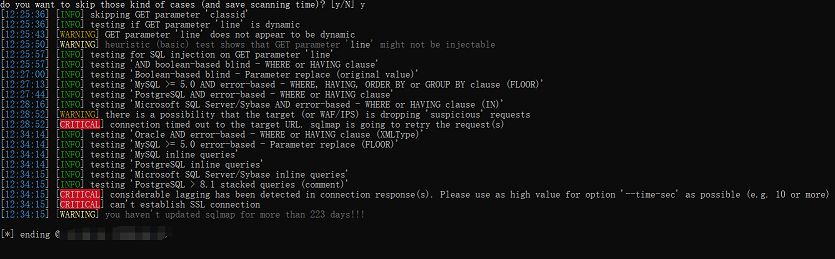 do you want to skip those kind of cases (and save scanning time)? [y/N] y
[12:25:36] [INFO] skipping GET parameter 'classid'
[12:25:36] [INFO] testing if GET parameter 'line' is dynamic
[12:25:43] [WARNING] GET parameter 'line' does not appear to be dynamic
[12:25:50] [WARNING] heuristic (basic) test shows that GET parameter 'line' might not be injectable
[12:25:57] [INFO] testing for SQL injection on GET parameter 'line'
[12:25:57] [INFO] testing 'AND boolean-based blind - WHERE or HAVING clause'
[12:27:00] [INFO] testing 'Boolean-based blind - Parameter replace (original value)'
[12:27:13] [INFO] testing 'MySQL >= 5.0 AND error-based - WHERE, HAVING, ORDER BY or GROUP BY clause (FLOOR)'
[12:27:44] [INFO] testing 'PostgreSQL AND error-based - WHERE or HAVING clause'
[12:28:16] [INFO] testing 'Microsoft SQL Server/Sybase AND error-based - WHERE or HAVING clause (IN)'
[12:28:52] [WARNING] there is a possibility that the target (or WAF/IPS) is dropping 'suspicious' requests
[12:28:52] [CRITICAL] connection timed out to the target URL. sqlmap is going to retry the request(s)
[12:34:14] [INFO] testing 'Oracle AND error-based - WHERE or HAVING clause (XMLType)'
[12:34:14] [INFO] testing 'MySQL >= 5.0 error-based - Parameter replace (FLOOR)'
[12:34:14] [INFO] testing 'MySQL inline queries'
[12:34:15] [INFO] testing 'PostgreSQL inline queries'
[12:34:15] [INFO] testing 'Microsoft SQL Server/Sybase inline queries'
[12:34:15] [INFO] testing 'PostgreSQL > 8.1 stacked queries (comment)'
[12:34:15] [CRITICAL] considerable lagging has been detected in connection response(s). Please use as high value for option '--time-sec' as possible (e.g. 10 or more)
[12:34:15] [CRITICAL] can't establish SSL connection
[12:34:15] [WARNING] you haven't updated sqlmap for more than 223 days!!!
[*] ending @